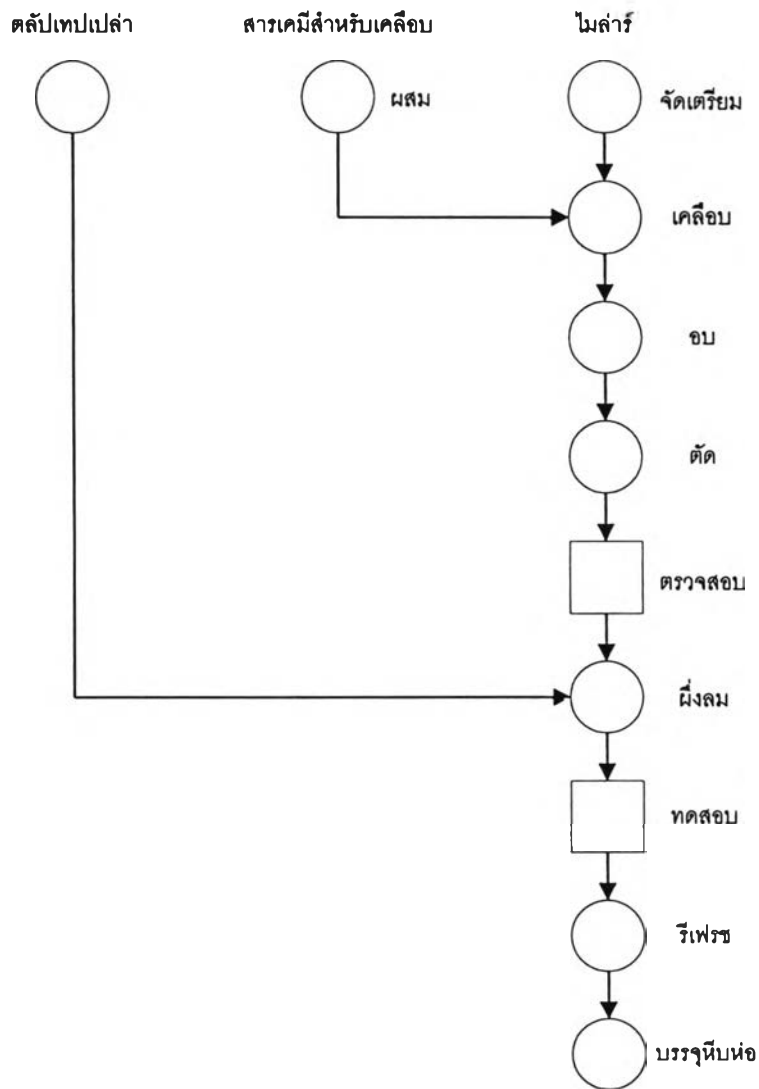 ตลัปเทปเปล่า สารเคมีสำหรับเคลือบ ไมล่าร์
ผสม จัดเตรียม
เคลือบ
อบ
ตัด
ตรวจสอบ
ผึ่งลม
ทดสอบ
รีเฟรช
บรรจุหีบห่อ